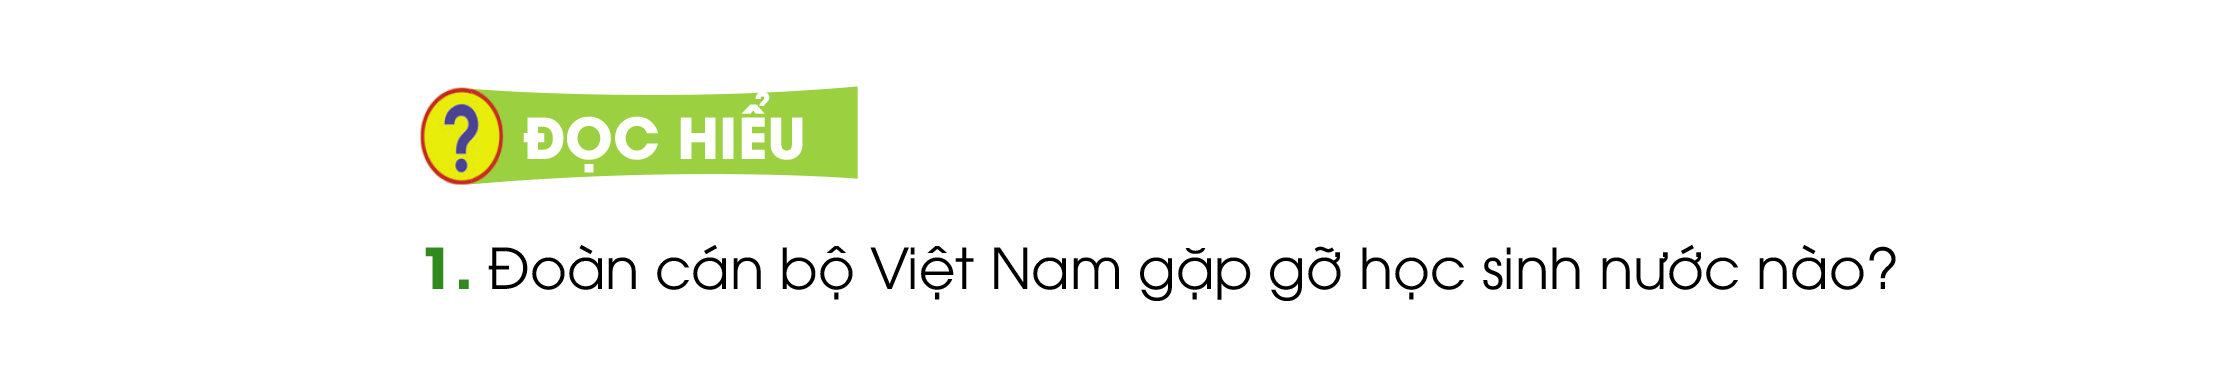 ? ĐỌC HIỂU
1. Đoàn cán bộ Việt Nam gặp gỡ học sinh nước nào?